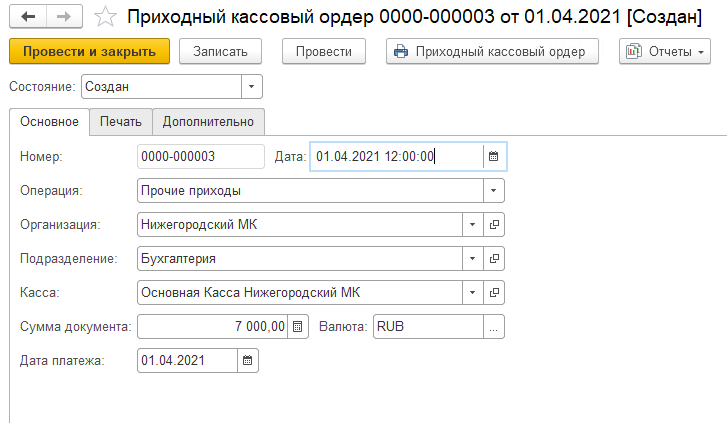 Приходный кассовый ордер 0000-000003 от 01.04.2021 [Создан]
Провести и закрыть Записать Провести Приходный кассовый ордер Отчеты
Состояние: Создан
Основное Печать Дополнительно
Номер: 0000-000003 Дата: 01.04.2021 12:00:00
Операция: Прочие приходы
Организация: Нижегородский МК
Подразделение: Бухгалтерия
Касса: Основная Касса Нижегородский МК
Сумма документа: 7 000,00 Валюта: RUB ...
Дата платежа: 01.04.2021